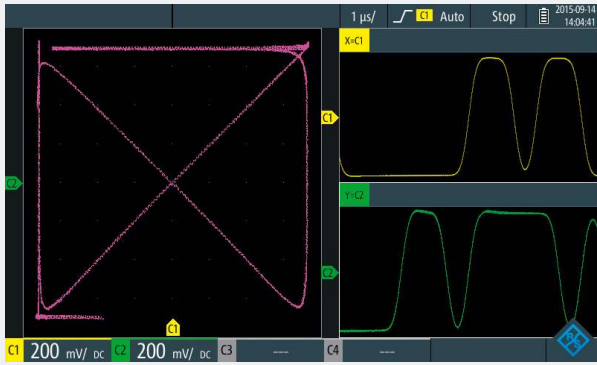 1 µs/ C1 Auto Stop 2015-09-14
14:04:41
X=C1
C1
C2
Y=C2
C2
C1
C1 200 mV/ DC C2 200 mV/ DC C3 --- C4 ---
R&S